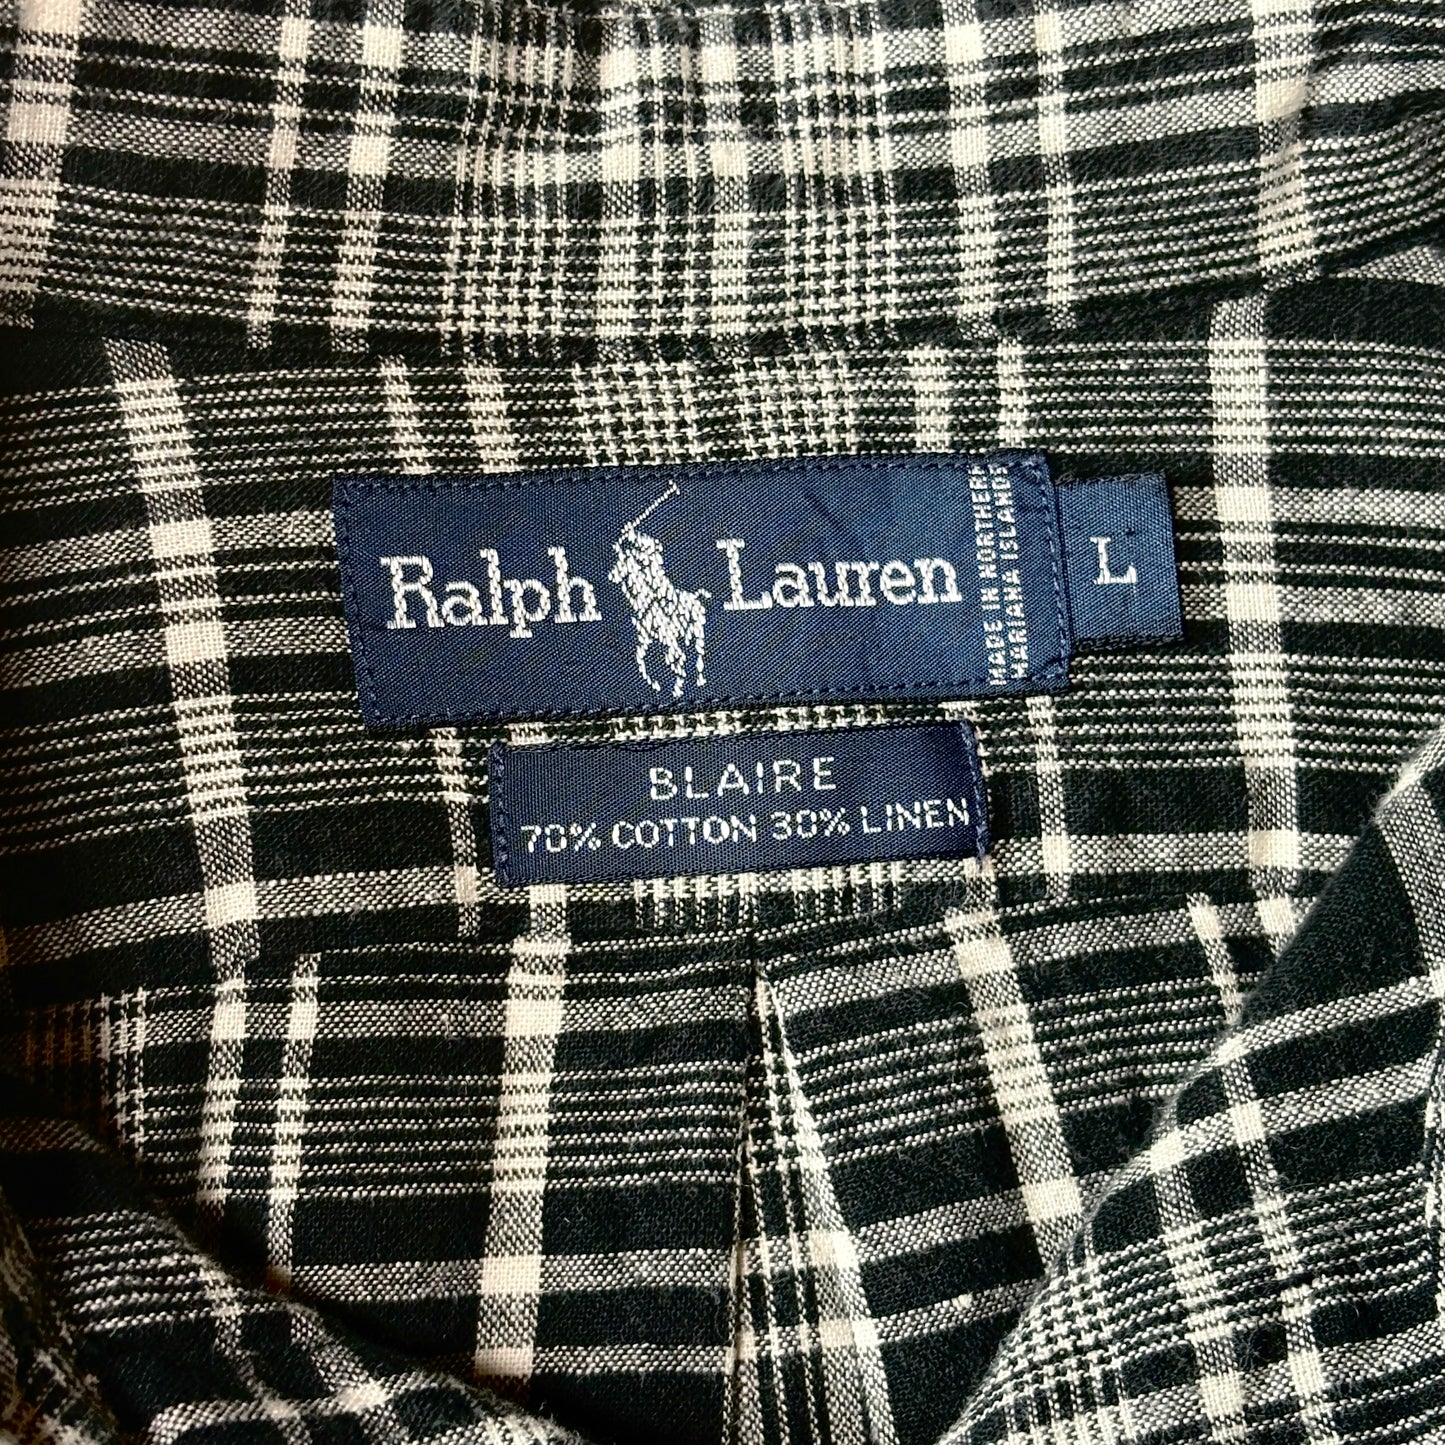 Ralph Lauren
MADE IN NORTHERN
MARIANA ISLANDS
L
BLAIRE
70% COTTON 30% LINEN